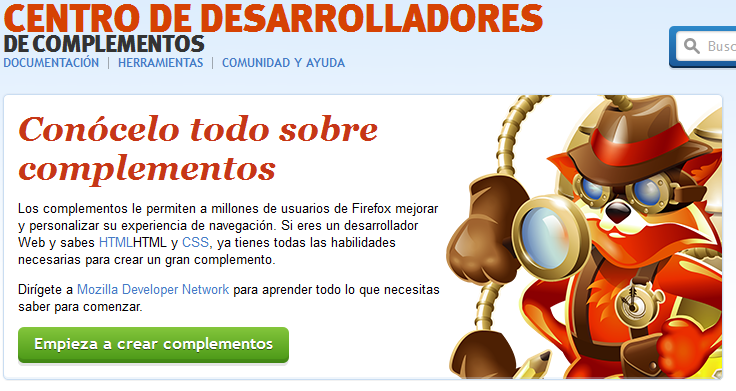 CENTRO DE DESARROLLADORES
DE COMPLEMENTOS
DOCUMENTACIÓN | HERRAMIENTAS | COMUNIDAD Y AYUDA
Busc
Conócelo todo sobre
complementos
Los complementos le permiten a millones de usuarios de Firefox mejorar
y personalizar su experiencia de navegación. Si eres un desarrollador
Web y sabes HTMLHTML y CSS, ya tienes todas las habilidades
necesarias para crear un gran complemento.
Dirígete a Mozilla Developer Network para aprender todo lo que necesitas
saber para comenzar.
Empieza a crear complementos